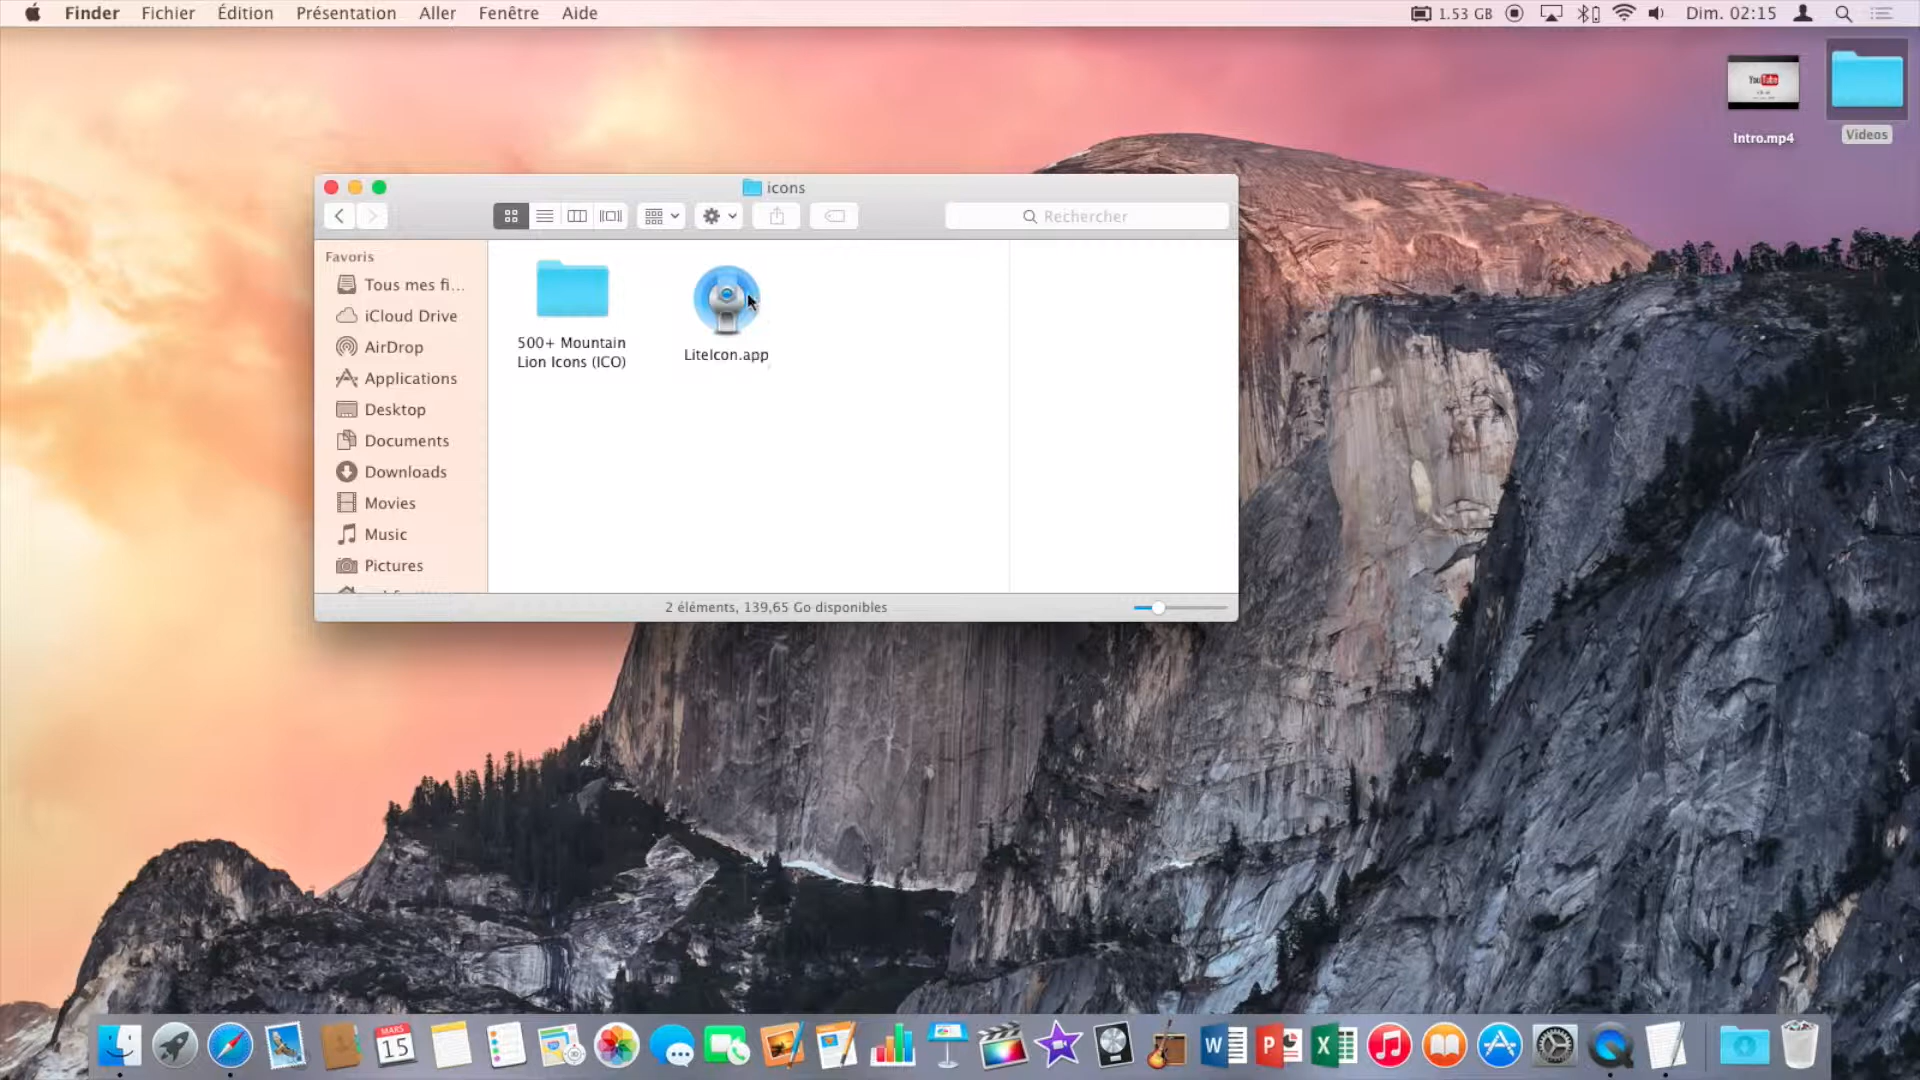 Finder Fichier Édition Présentation Aller Fenêtre Aide 1.53 GB Dim. 02:15
YouTube
Intro.mp4
Videos
icons
Rechercher
Favoris
Tous mes fi...
iCloud Drive
AirDrop
Applications
Desktop
Documents
Downloads
Movies
Music
Pictures
500+ Mountain
Lion Icons (ICO)
LiteIcon.app
2 éléments, 139,65 Go disponibles
MARS
15
W
P
X